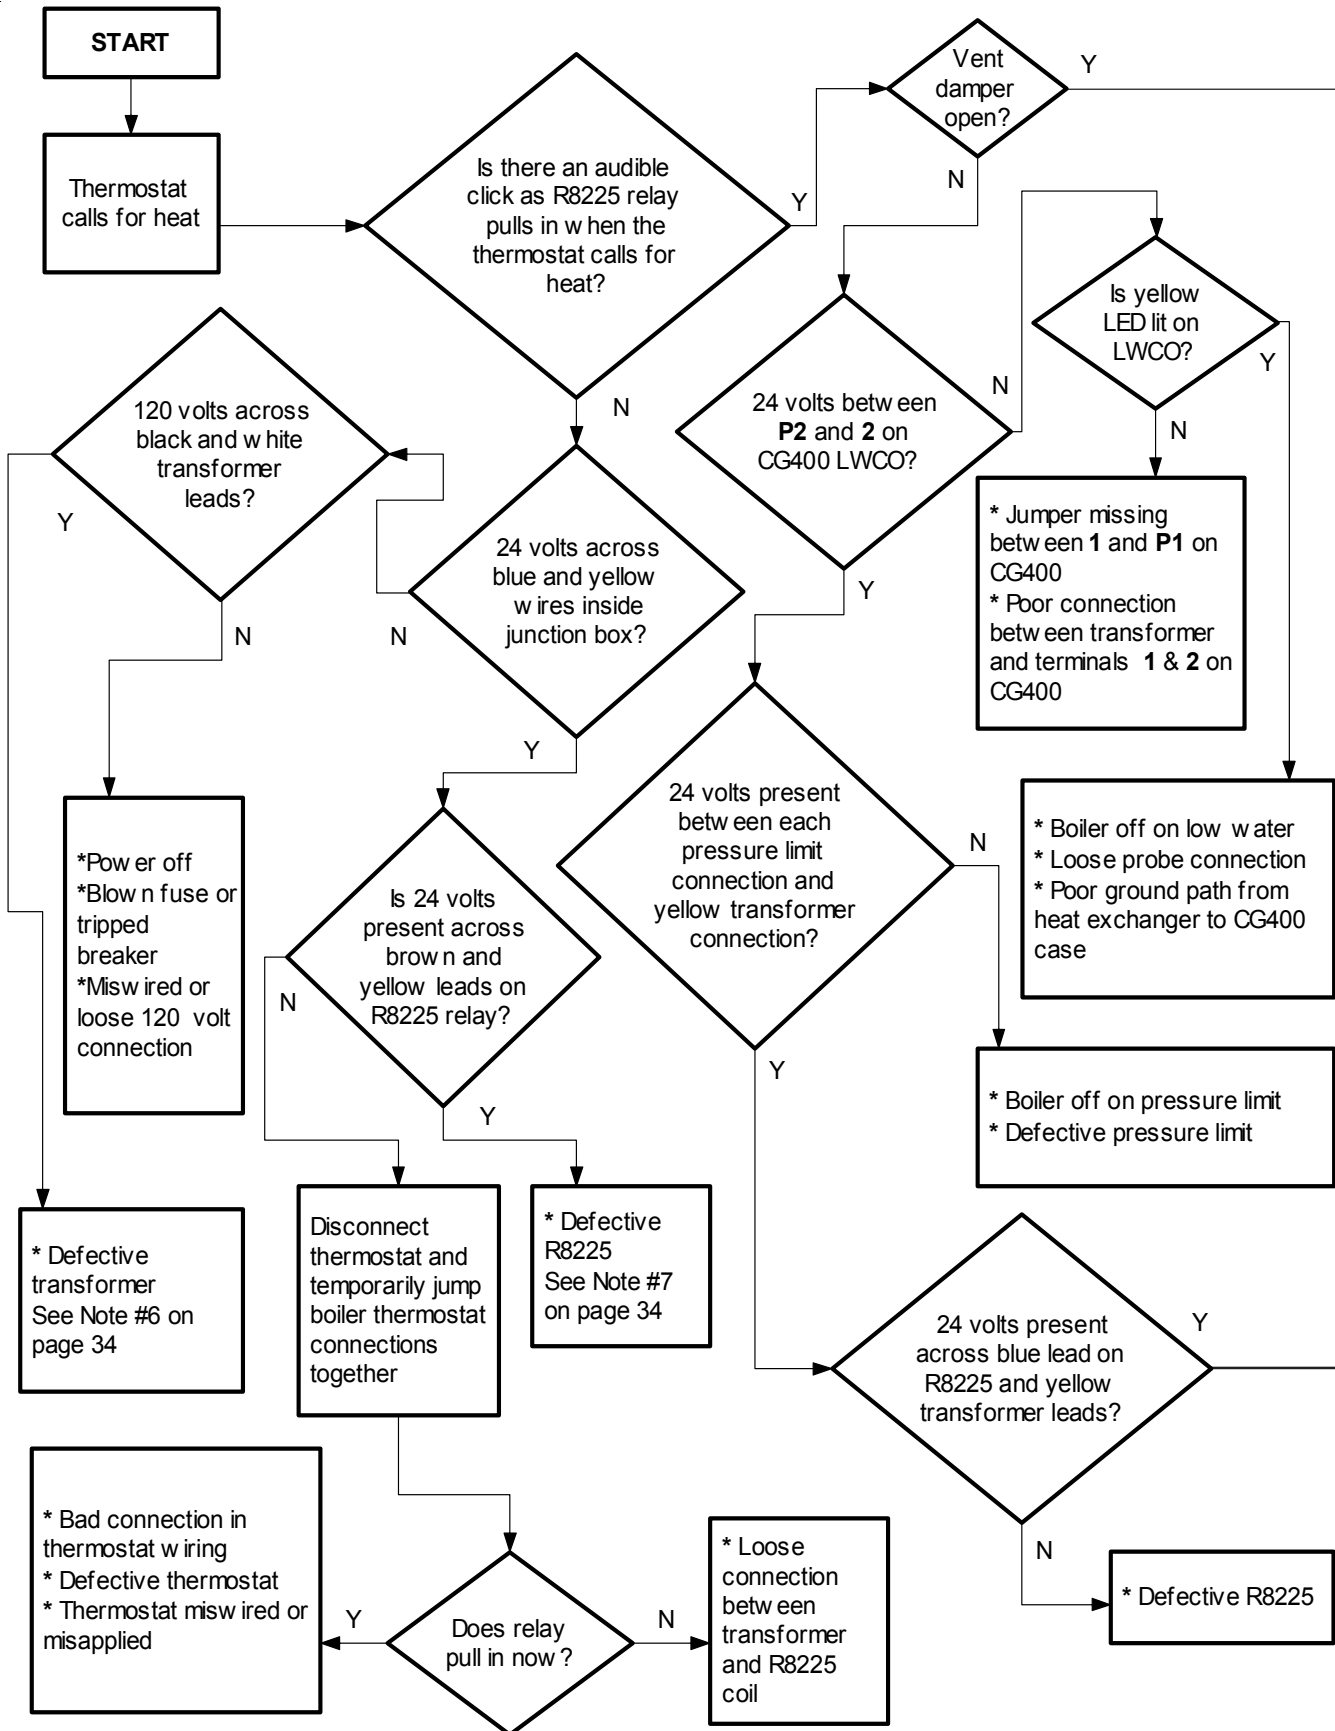 START
Thermostat
calls for heat
Is there an audible
click as R8225 relay
pulls in when the
thermostat calls for
heat?
Y
N
Vent
damper
open?
Y
N
24 volts between
P2 and 2 on
CG400 LWCO?
N
Y
Is yellow
LED lit on
LWCO?
Y
N
* Jumper missing
between 1 and P1 on
CG400
* Poor connection
between transformer
and terminals 1 & 2 on
CG400
* Boiler off on low water
* Loose probe connection
* Poor ground path from
heat exchanger to CG400
case
120 volts across
black and white
transformer
leads?
Y
N
24 volts across
blue and yellow
wires inside
junction box?
N
Y
*Power off
*Blown fuse or
tripped
breaker
*Miswired or
loose 120 volt
connection
Is 24 volts
present across
brown and
yellow leads on
R8225 relay?
N
Y
24 volts present
between each
pressure limit
connection and
yellow transformer
connection?
N
Y
* Boiler off on pressure limit
* Defective pressure limit
* Defective
transformer
See Note #6 on
page 34
Disconnect
thermostat and
temporarily jump
boiler thermostat
connections
together
* Defective
R8225
See Note #7
on page 34
24 volts present
across blue lead on
R8225 and yellow
transformer leads?
Y
N
* Defective R8225
* Bad connection in
thermostat wiring
* Defective thermostat
* Thermostat miswired or
misapplied
Y
Does relay
pull in now?
N
* Loose
connection
between
transformer
and R8225
coil